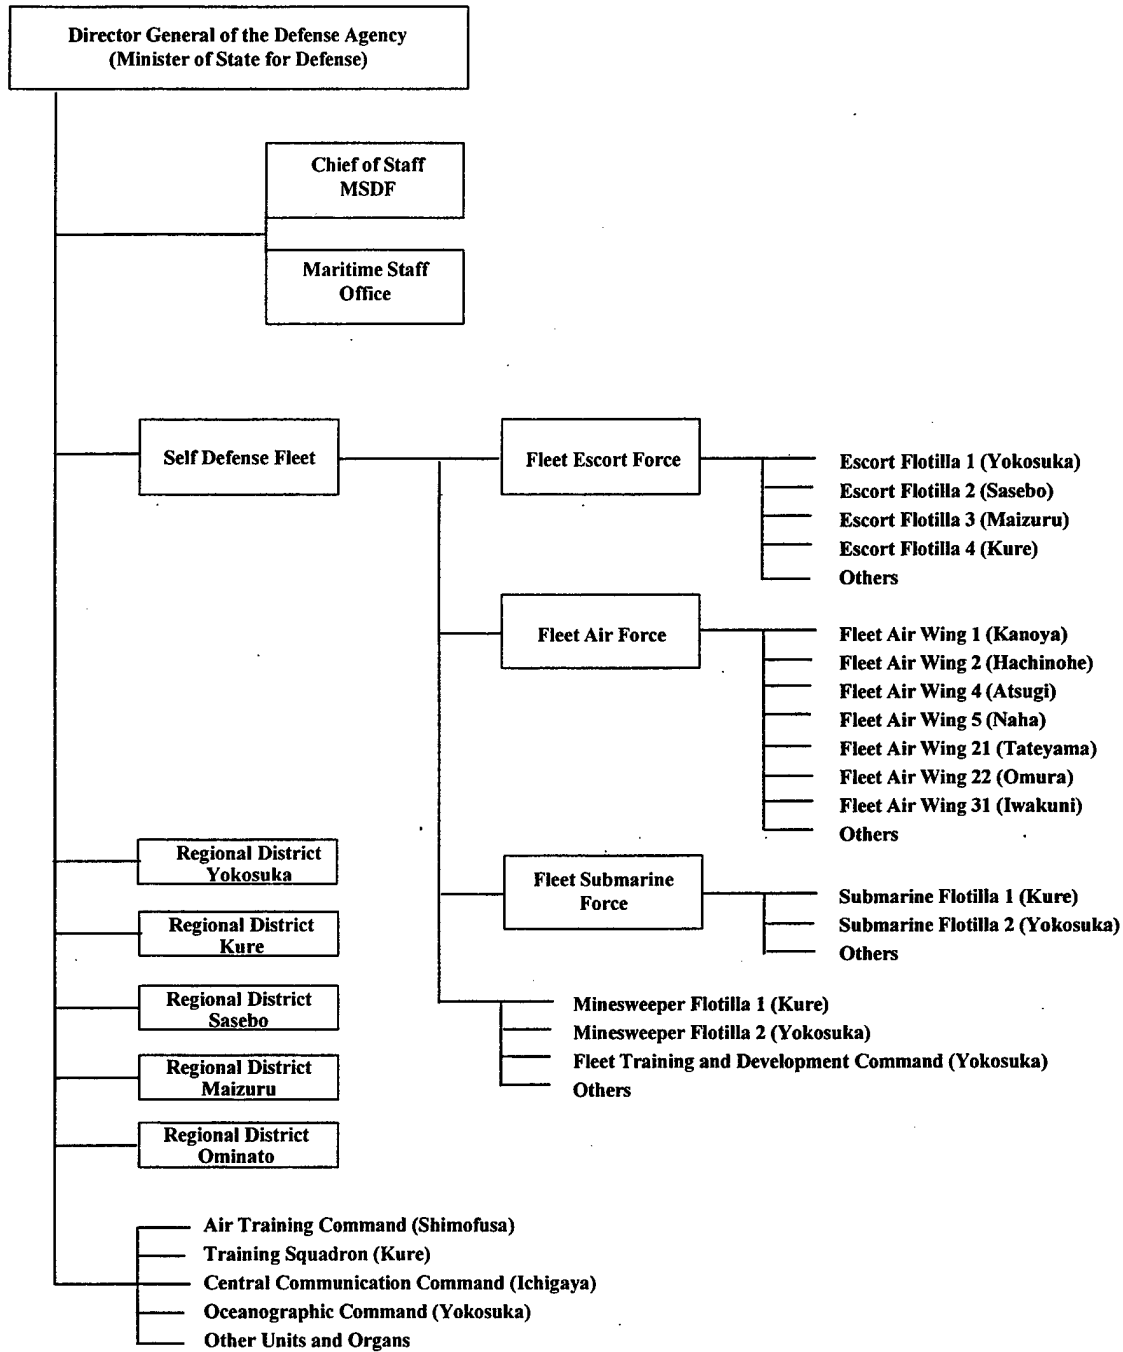 Director General of the Defense Agency
(Minister of State for Defense)
Chief of Staff
MSDF
Maritime Staff
Office
Self Defense Fleet
Fleet Escort Force
Escort Flotilla 1 (Yokosuka)
Escort Flotilla 2 (Sasebo)
Escort Flotilla 3 (Maizuru)
Escort Flotilla 4 (Kure)
Others
Fleet Air Force
Fleet Air Wing 1 (Kanoya)
Fleet Air Wing 2 (Hachinohe)
Fleet Air Wing 4 (Atsugi)
Fleet Air Wing 5 (Naha)
Fleet Air Wing 21 (Tateyama)
Fleet Air Wing 22 (Omura)
Fleet Air Wing 31 (Iwakuni)
Others
Fleet Submarine
Force
Submarine Flotilla 1 (Kure)
Submarine Flotilla 2 (Yokosuka)
Others
Minesweeper Flotilla 1 (Kure)
Minesweeper Flotilla 2 (Yokosuka)
Fleet Training and Development Command (Yokosuka)
Others
Regional District
Yokosuka
Regional District
Kure
Regional District
Sasebo
Regional District
Maizuru
Regional District
Ominato
Air Training Command (Shimofusa)
Training Squadron (Kure)
Central Communication Command (Ichigaya)
Oceanographic Command (Yokosuka)
Other Units and Organs